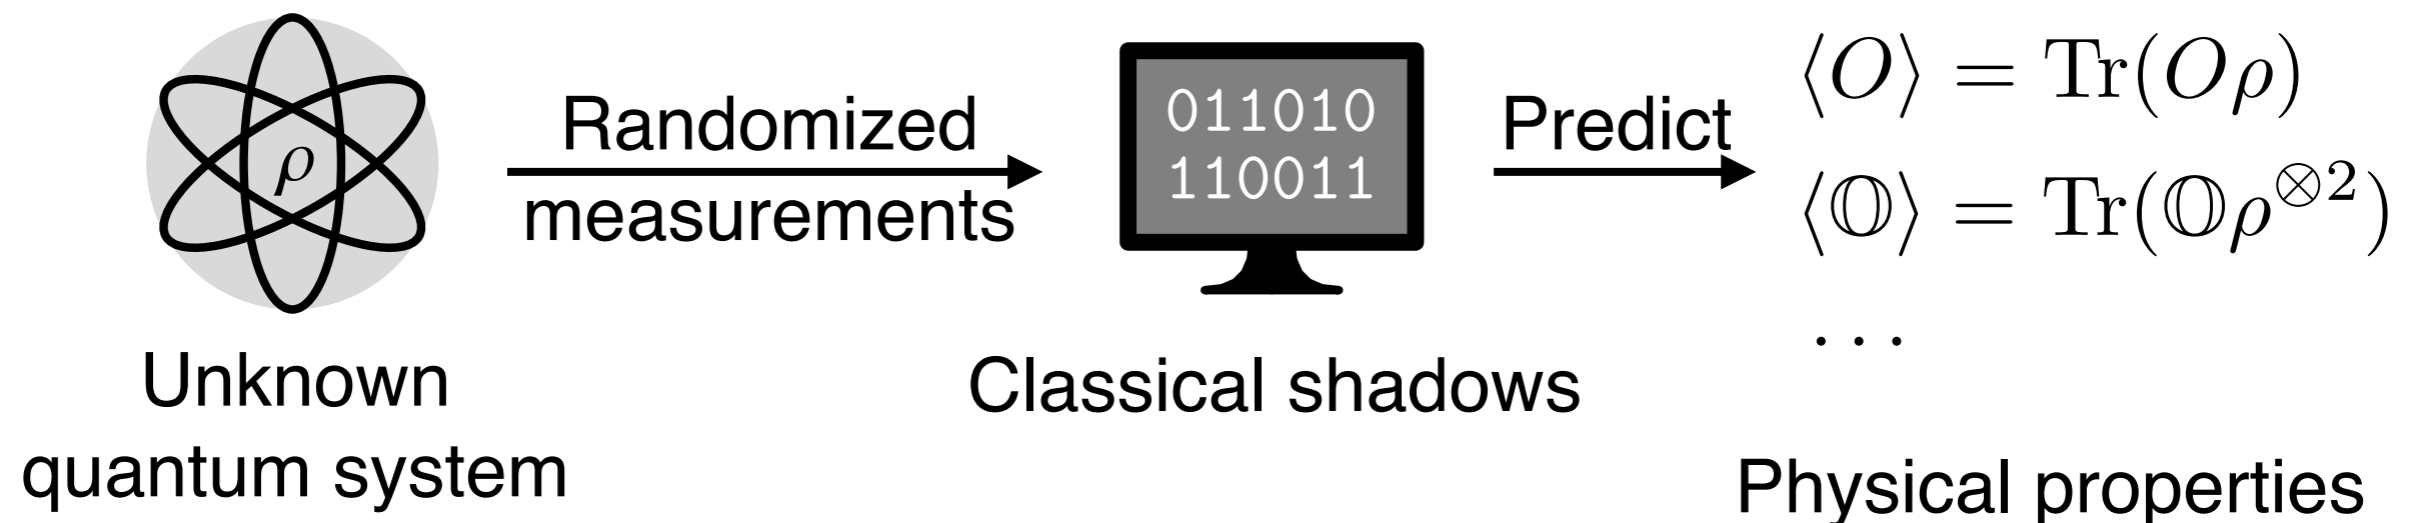 ρ
Unknown
quantum system
Randomized
measurements
011010
110011
Classical shadows
Predict
⟨O⟩ = Tr(Oρ)
⟨𝕆⟩ = Tr(𝕆ρ^{⊗2})
...
Physical properties